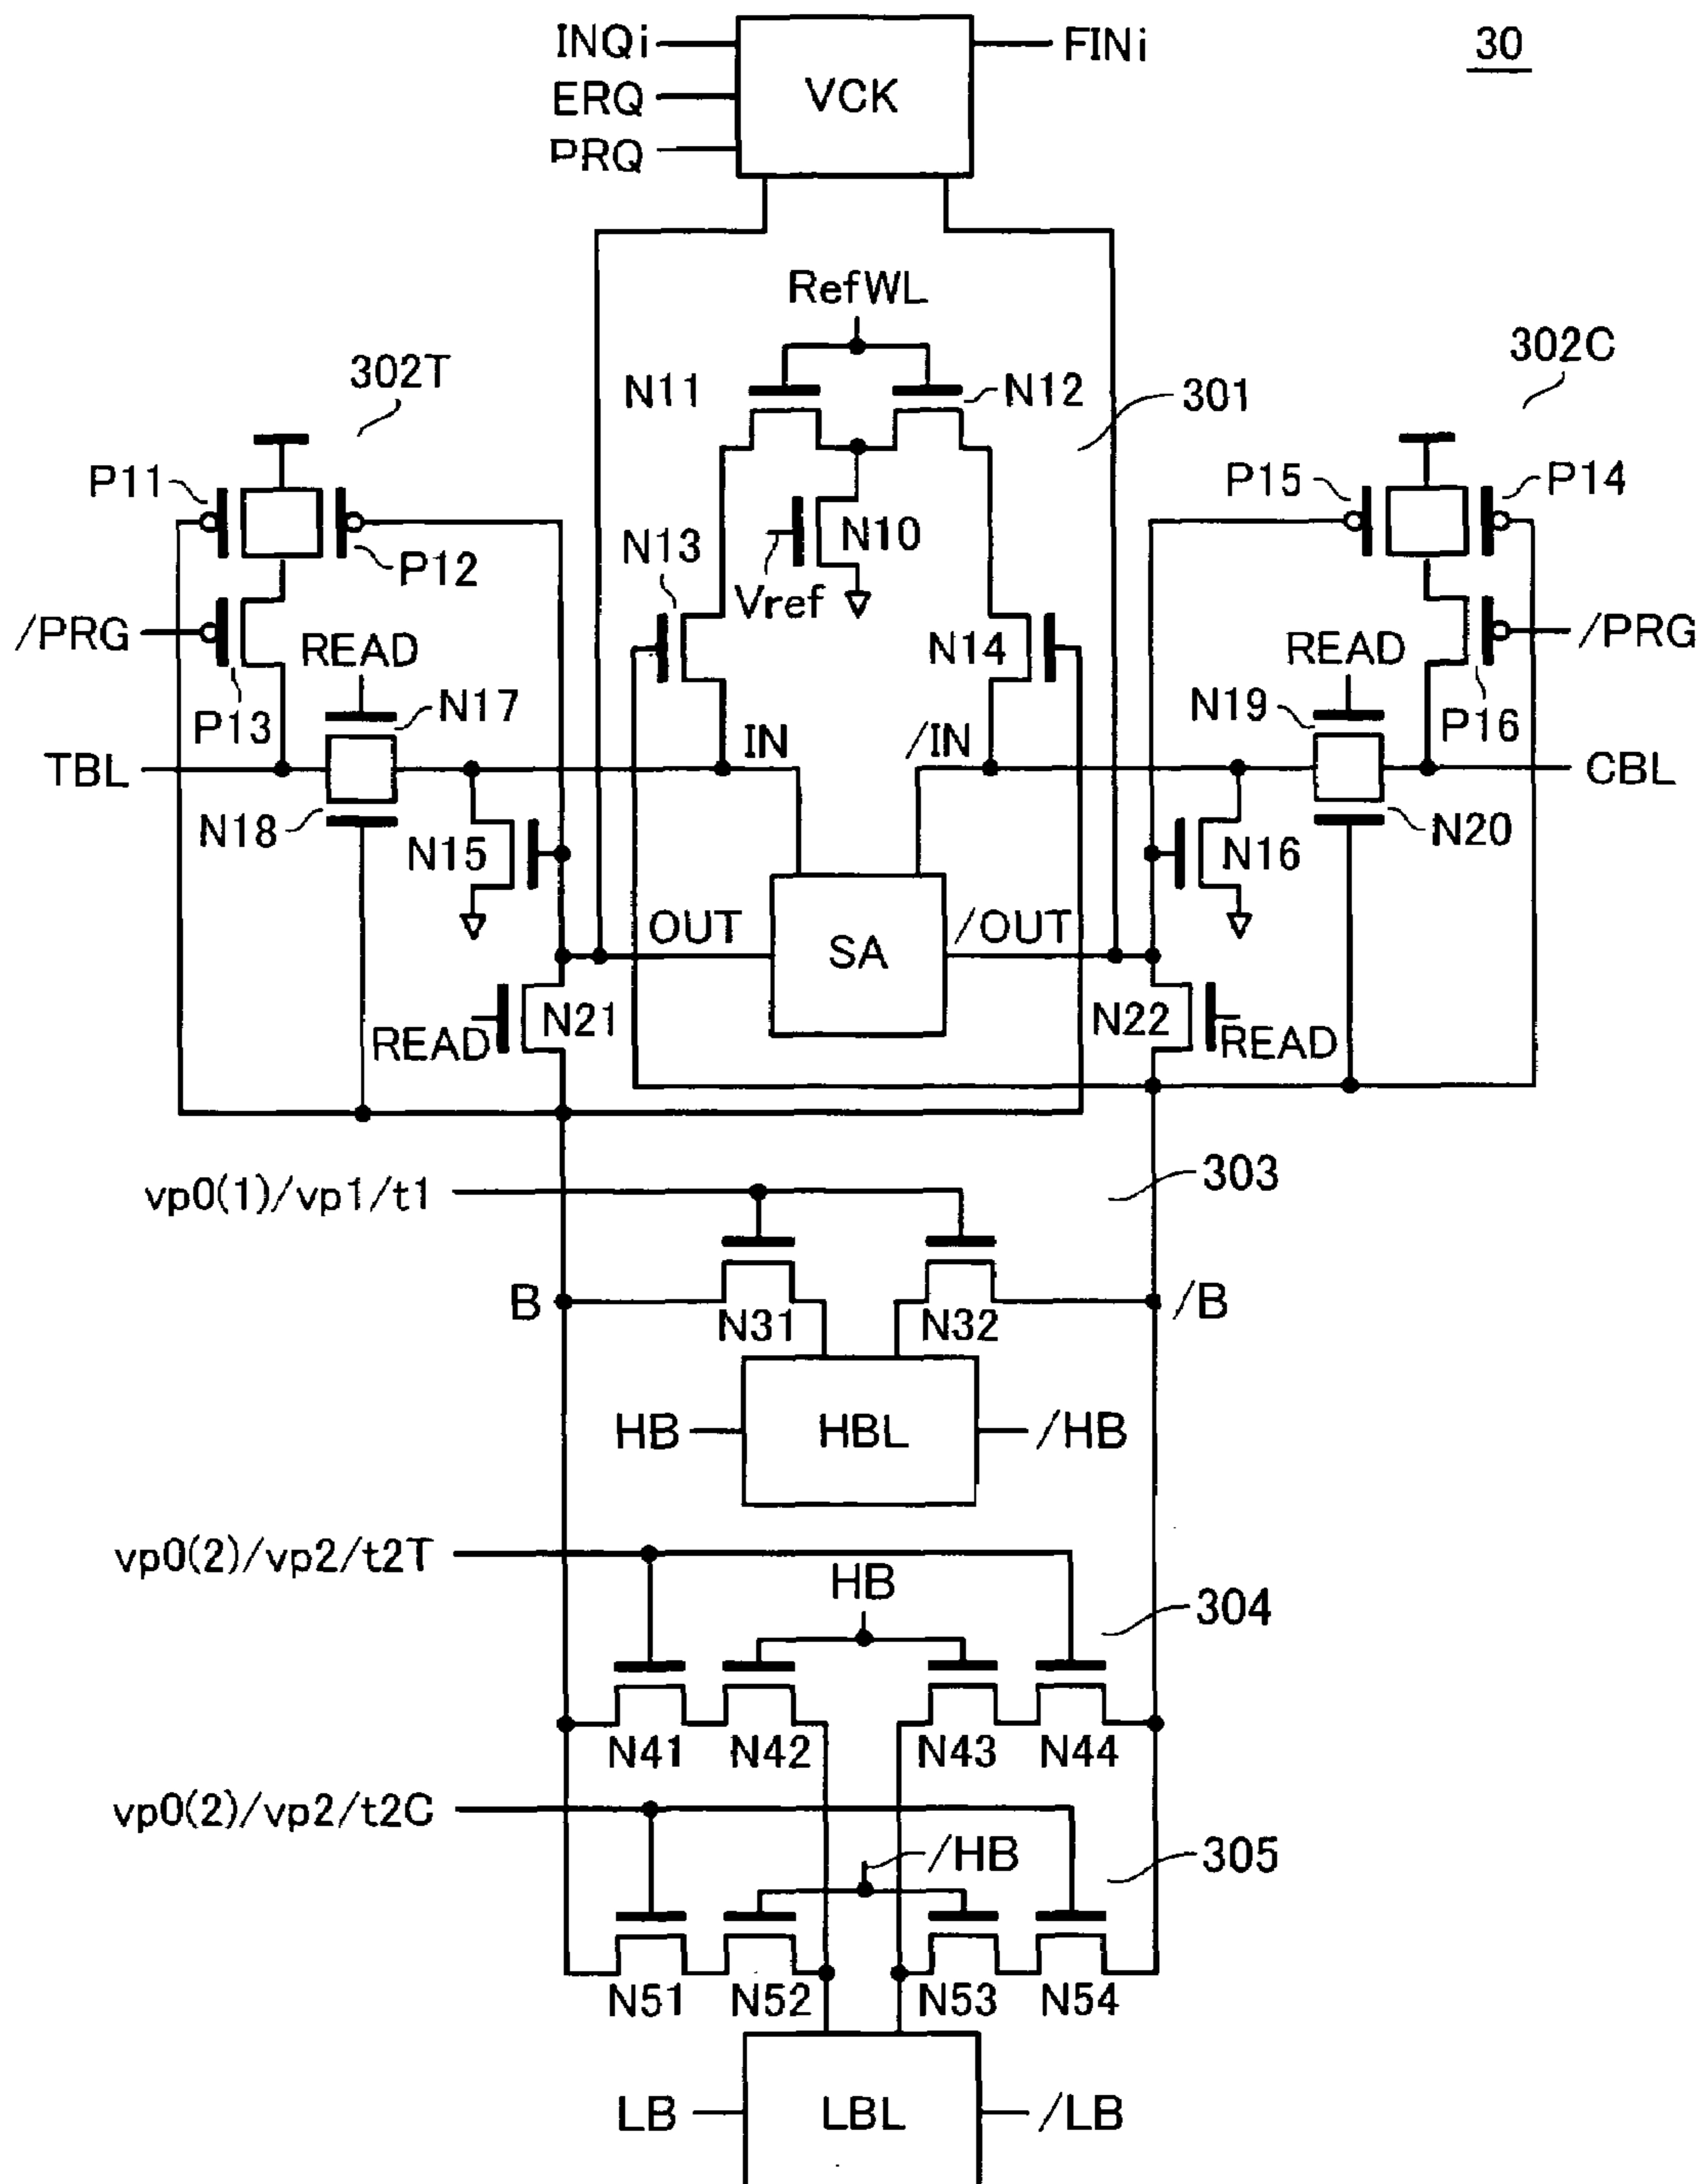 INQi
FINi
30
ERQ
VCK
PRQ
RefWL
302T
302C
N11
N12
301
P11
P15
P14
N13
N10
P12
Vref
/PRG
READ
N14
READ
/PRG
P13
N17
N19
P16
TBL
IN
/IN
CBL
N18
N15
N16
N20
OUT
SA
/OUT
READ
N21
N22
READ
vp0(1)/vp1/t1
303
B
N31
N32
/B
HB
HBL
/HB
vp0(2)/vp2/t2T
HB
304
N41
N42
N43
N44
vp0(2)/vp2/t2C
/HB
305
N51
N52
N53
N54
LB
LBL
/LB